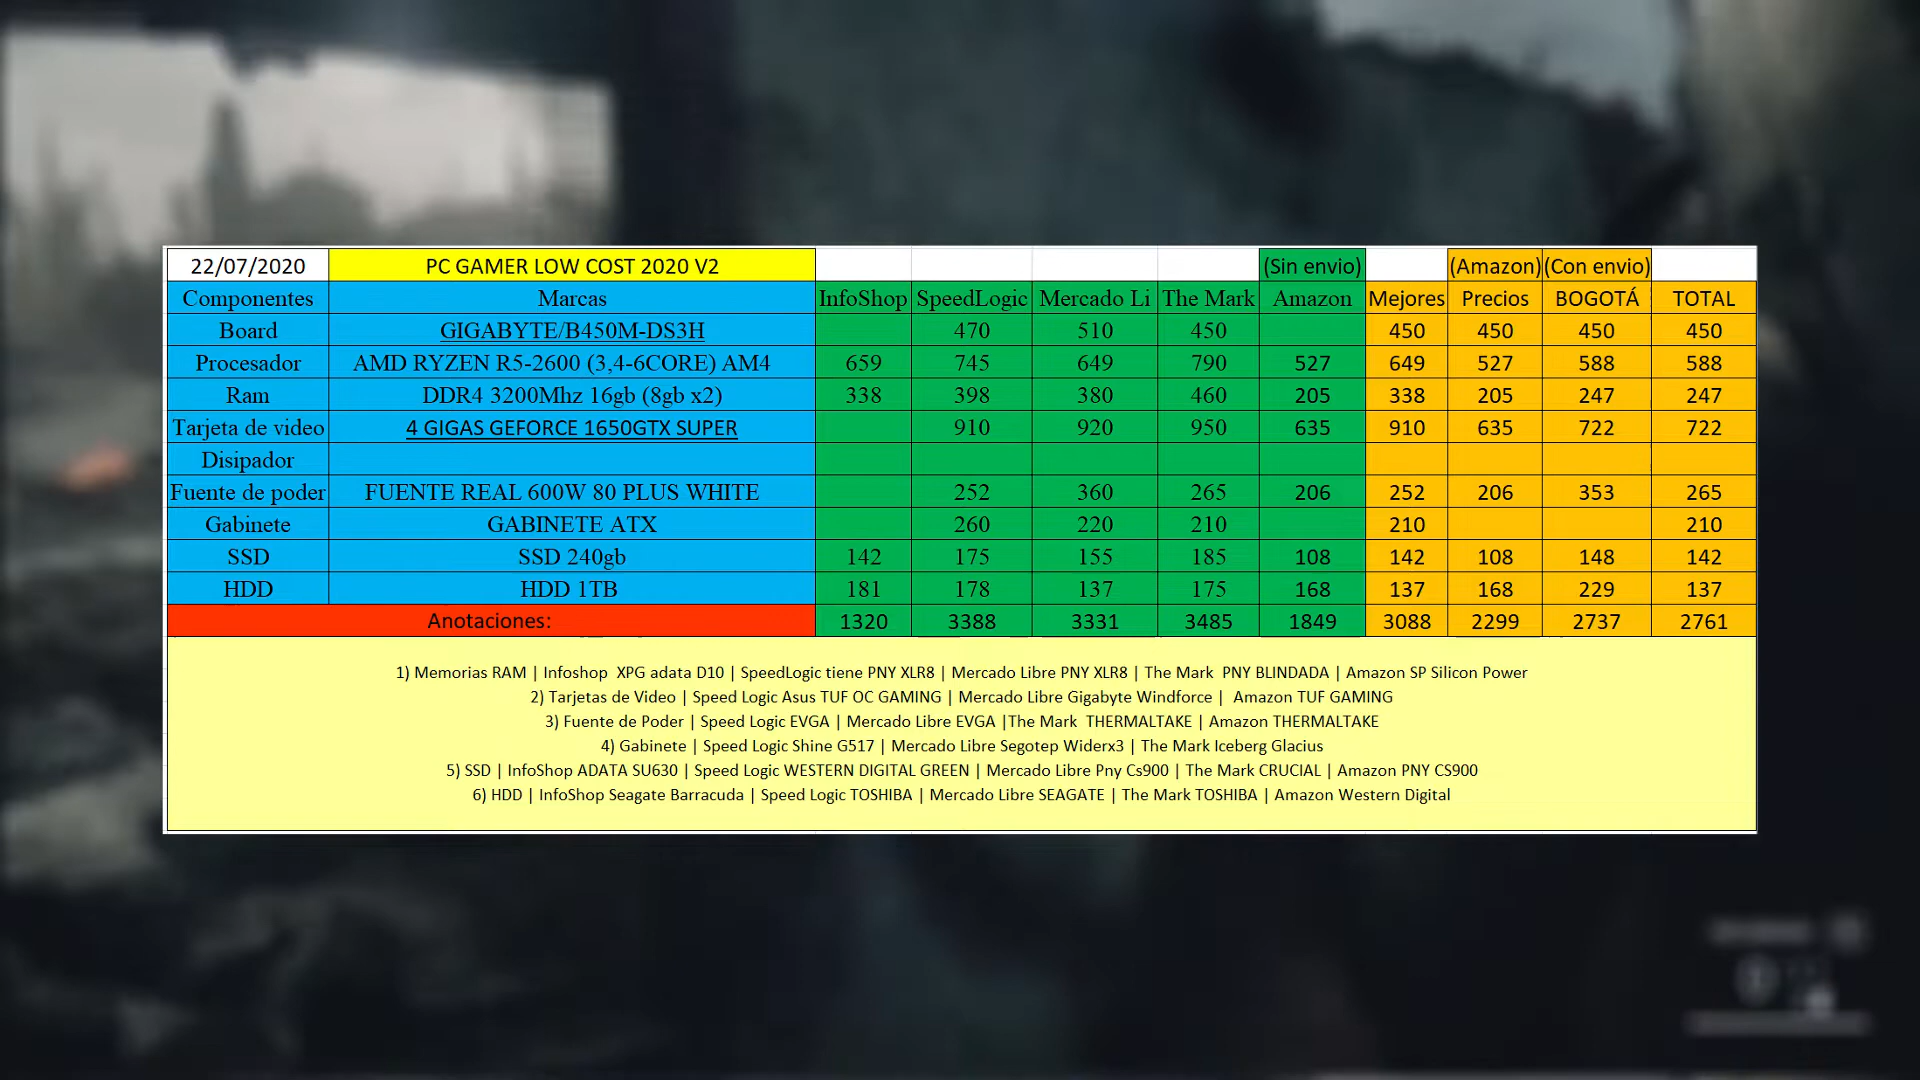 22/07/2020 PC GAMER LOW COST 2020 V2 (Sin envio) (Amazon) (Con envio)
Componentes Marcas InfoShop SpeedLogic Mercado Li The Mark Amazon Mejores Precios BOGOTÁ TOTAL
Board GIGABYTE/B450M-DS3H 470 510 450 450 450 450 450
Procesador AMD RYZEN R5-2600 (3,4-6CORE) AM4 659 745 649 790 527 649 527 588 588
Ram DDR4 3200Mhz 16gb (8gb x2) 338 398 380 460 205 338 205 247 247
Tarjeta de video 4 GIGAS GEFORCE 1650GTX SUPER 910 920 950 635 910 635 722 722
Disipador
Fuente de poder FUENTE REAL 600W 80 PLUS WHITE 252 360 265 206 252 206 353 265
Gabinete GABINETE ATX 260 220 210 210 210
SSD SSD 240gb 142 175 155 185 108 142 108 148 142
HDD HDD 1TB 181 178 137 175 168 137 168 229 137
Anotaciones: 1320 3388 3331 3485 1849 3088 2299 2737 2761
1) Memorias RAM | Infoshop XPG adata D10 | SpeedLogic tiene PNY XLR8 | Mercado Libre PNY XLR8 | The Mark PNY BLINDADA | Amazon SP Silicon Power
2) Tarjetas de Video | Speed Logic Asus TUF OC GAMING | Mercado Libre Gigabyte Windforce | Amazon TUF GAMING
3) Fuente de Poder | Speed Logic EVGA | Mercado Libre EVGA |The Mark THERMALTAKE | Amazon THERMALTAKE
4) Gabinete | Speed Logic Shine G517 | Mercado Libre Segotep Widerx3 | The Mark Iceberg Glacius
5) SSD | InfoShop ADATA SU630 | Speed Logic WESTERN DIGITAL GREEN | Mercado Libre Pny Cs900 | The Mark CRUCIAL | Amazon PNY CS900
6) HDD | InfoShop Seagate Barracuda | Speed Logic TOSHIBA | Mercado Libre SEAGATE | The Mark TOSHIBA | Amazon Western Digital